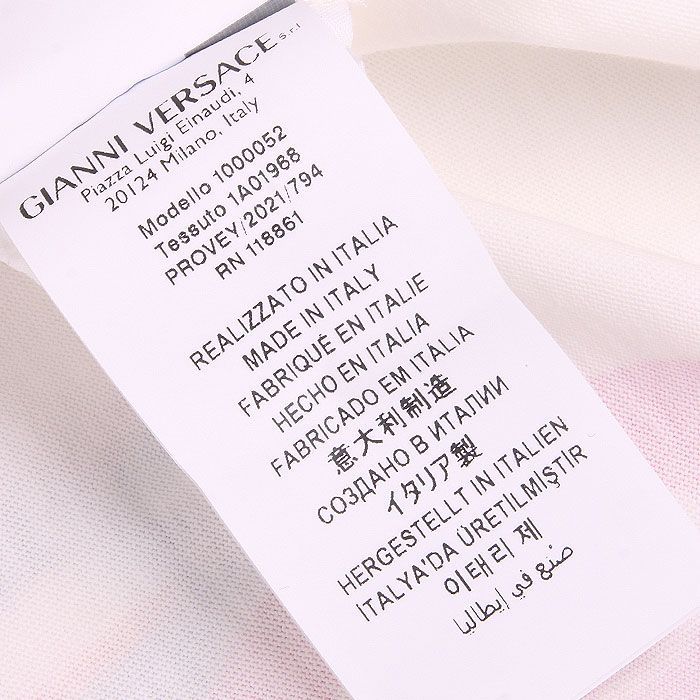 GIANNI VERSACE S.r.l
Piazza Luigi Einaudi, 4
20124 Milano, Italy
Modello 1000052
Tessuto 1A01988
PROVEY/2021/794
RN 118861
REALIZZATO IN ITALIA
MADE IN ITALY
FABRIQUÉ EN ITALIE
HECHO EN ITALIA
FABRICADO EM ITÁLIA
意大利制造
СОЗДАНО В ИТАЛИИ
イタリア製
HERGESTELLT IN ITALIEN
İTALYA'DA ÜRETİLMİŞTİR
이태리 제
صنع في إيطاليا